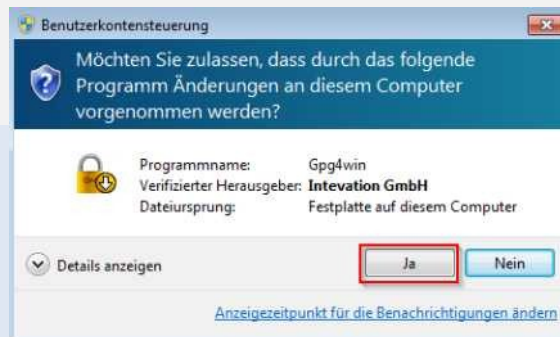 Benutzerkontensteuerung
Möchten Sie zulassen, dass durch das folgende
Programm Änderungen an diesem Computer
vorgenommen werden?
Programmname: Gpg4win
Verifizierter Herausgeber: Intevation GmbH
Dateiursprung: Festplatte auf diesem Computer
Details anzeigen Ja Nein
Anzeigezeitpunkt für die Benachrichtigungen ändern